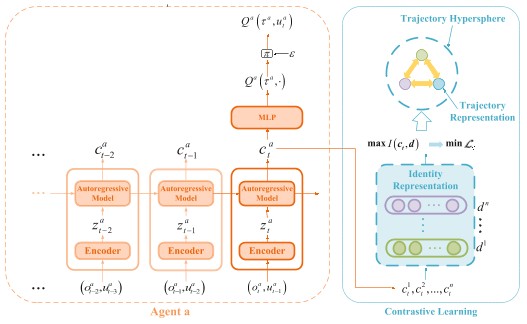 Q^a(τ^a, u_t^a)
π ε
Q^a(τ^a, ·)
MLP
... c_{t-2}^a c_{t-1}^a c_t^a
Autoregressive Model Autoregressive Model Autoregressive Model
z_{t-2}^a z_{t-1}^a z_t^a
Encoder Encoder Encoder
... (o_{t-2}^a, u_{t-3}^a) (o_{t-1}^a, u_{t-2}^a) (o_t^a, u_{t-1}^a)
Agent a
Trajectory Hypersphere
Trajectory
Representation
max I(c_t, d) min ℒ
Identity
Representation
... d^n
...
... d^1
c_t^1, c_t^2, ..., c_t^n
Contrastive Learning